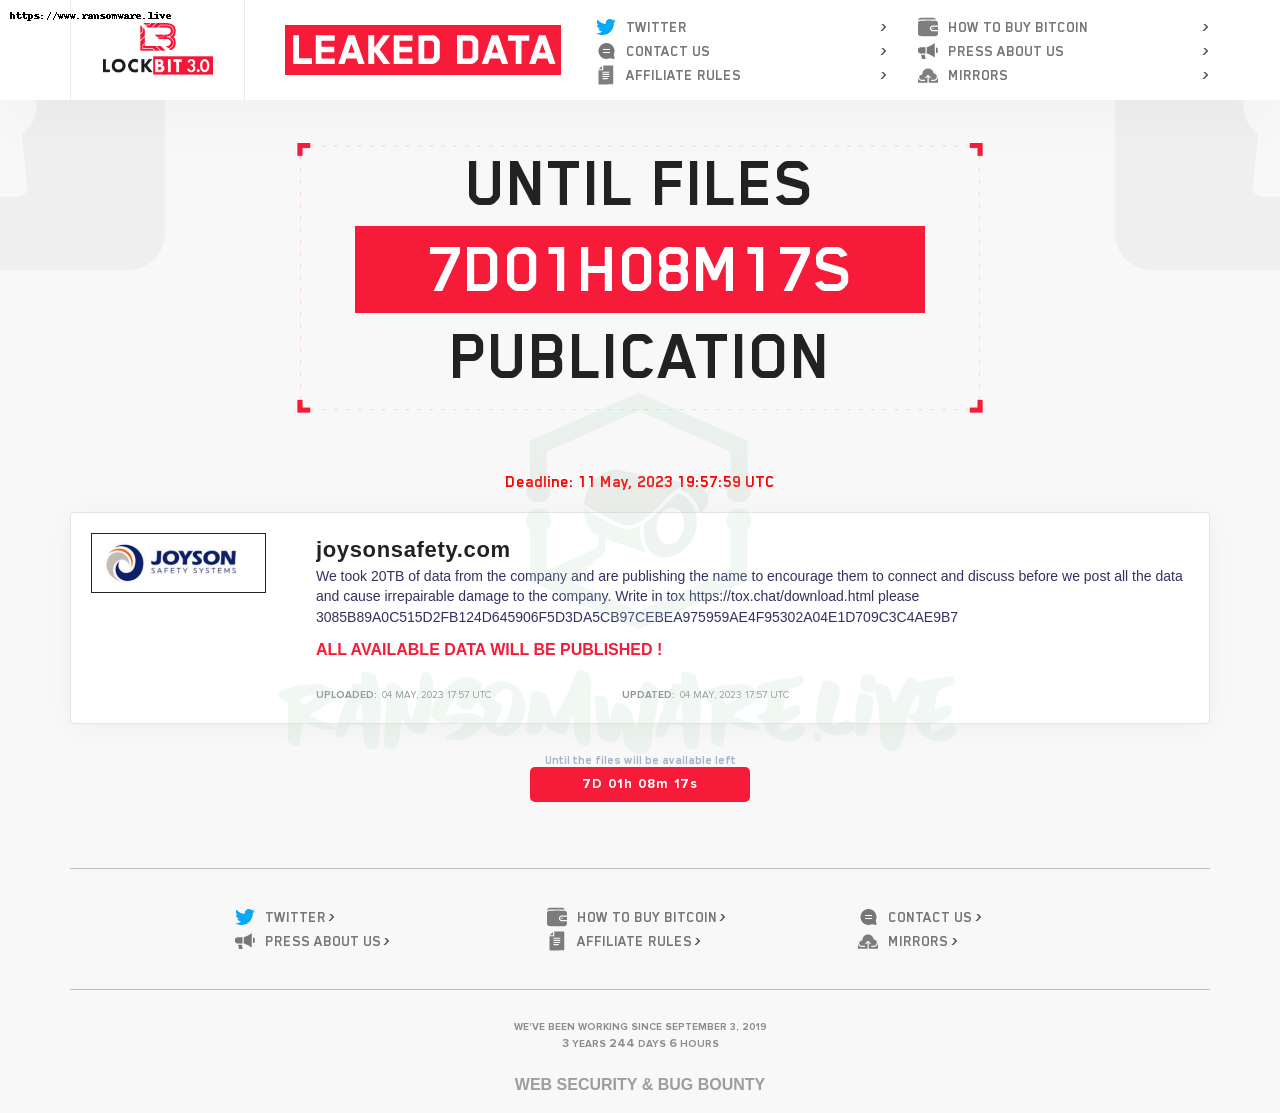 https://www.ransomware.live
LOCKBIT 3.0
LEAKED DATA
TWITTER
CONTACT US
AFFILIATE RULES
HOW TO BUY BITCOIN
PRESS ABOUT US
MIRRORS
UNTIL FILES
7D01H08M17S
PUBLICATION
Deadline: 11 May, 2023 19:57:59 UTC
JOYSON
SAFETY SYSTEMS
joysonsafety.com
We took 20TB of data from the company and are publishing the name to encourage them to connect and discuss before we post all the data
and cause irrepairable damage to the company. Write in tox https://tox.chat/download.html please
3085B89A0C515D2FB124D645906F5D3DA5CB97CEBEA975959AE4F95302A04E1D709C3C4AE9B7
ALL AVAILABLE DATA WILL BE PUBLISHED !
UPLOADED: 04 MAY, 2023 17:57 UTC
UPDATED: 04 MAY, 2023 17:57 UTC
RANSOMWARE.LIVE
Until the files will be available left
7D 01h 08m 17s
TWITTER
HOW TO BUY BITCOIN
CONTACT US
PRESS ABOUT US
AFFILIATE RULES
MIRRORS
WE'VE BEEN WORKING SINCE SEPTEMBER 3, 2019
3 YEARS 244 DAYS 6 HOURS
WEB SECURITY & BUG BOUNTY